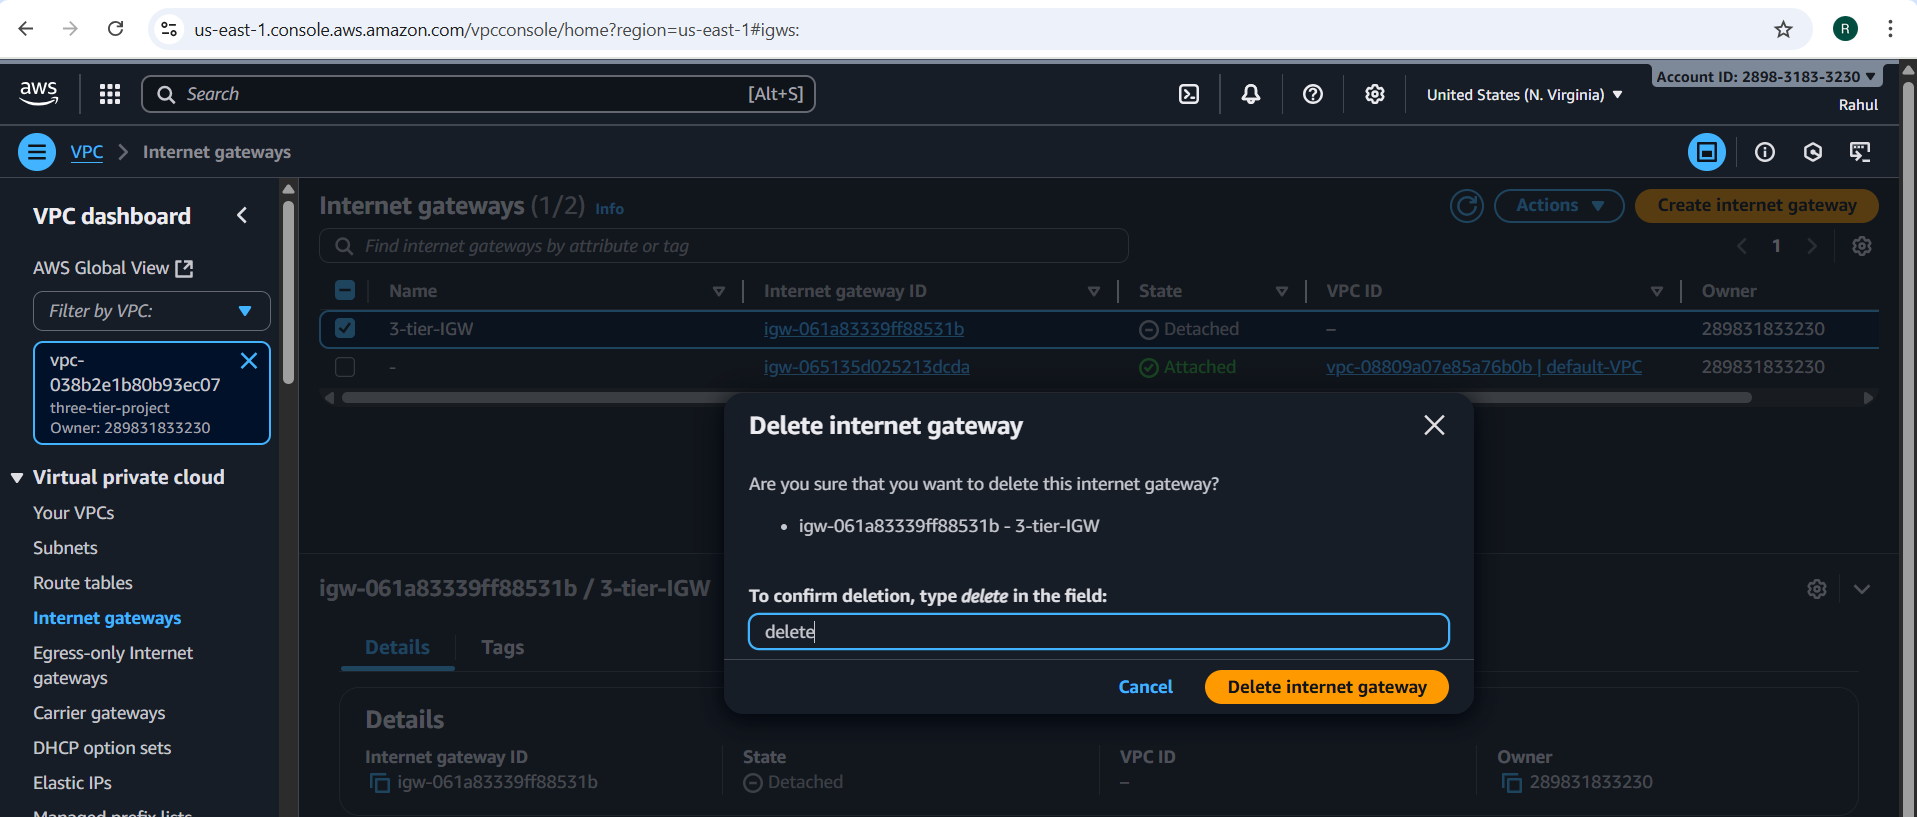 us-east-1.console.aws.amazon.com/vpcconsole/home?region=us-east-1#igws:
R
aws
Search
[Alt+S]
United States (N. Virginia)
Account ID: 2898-3183-3230
Rahul
VPC
Internet gateways
VPC dashboard
AWS Global View
Filter by VPC:
vpc-
038b2e1b80b93ec07
three-tier-project
Owner: 289831833230
Virtual private cloud
Your VPCs
Subnets
Route tables
Internet gateways
Egress-only Internet
gateways
Carrier gateways
DHCP option sets
Elastic IPs
Managed prefix lists
Internet gateways (1/2) Info
Actions
Create internet gateway
Find internet gateways by attribute or tag
1
Name Internet gateway ID State VPC ID Owner
3-tier-IGW igw-061a83339ff88531b Detached – 289831833230
- igw-065135d025213dcda Attached vpc-08809a07e85a76b0b | default-VPC 289831833230
Delete internet gateway
Are you sure that you want to delete this internet gateway?
• igw-061a83339ff88531b - 3-tier-IGW
To confirm deletion, type delete in the field:
delete
Cancel
Delete internet gateway
igw-061a83339ff88531b / 3-tier-IGW
Details Tags
Details
Internet gateway ID State VPC ID Owner
igw-061a83339ff88531b Detached – 289831833230